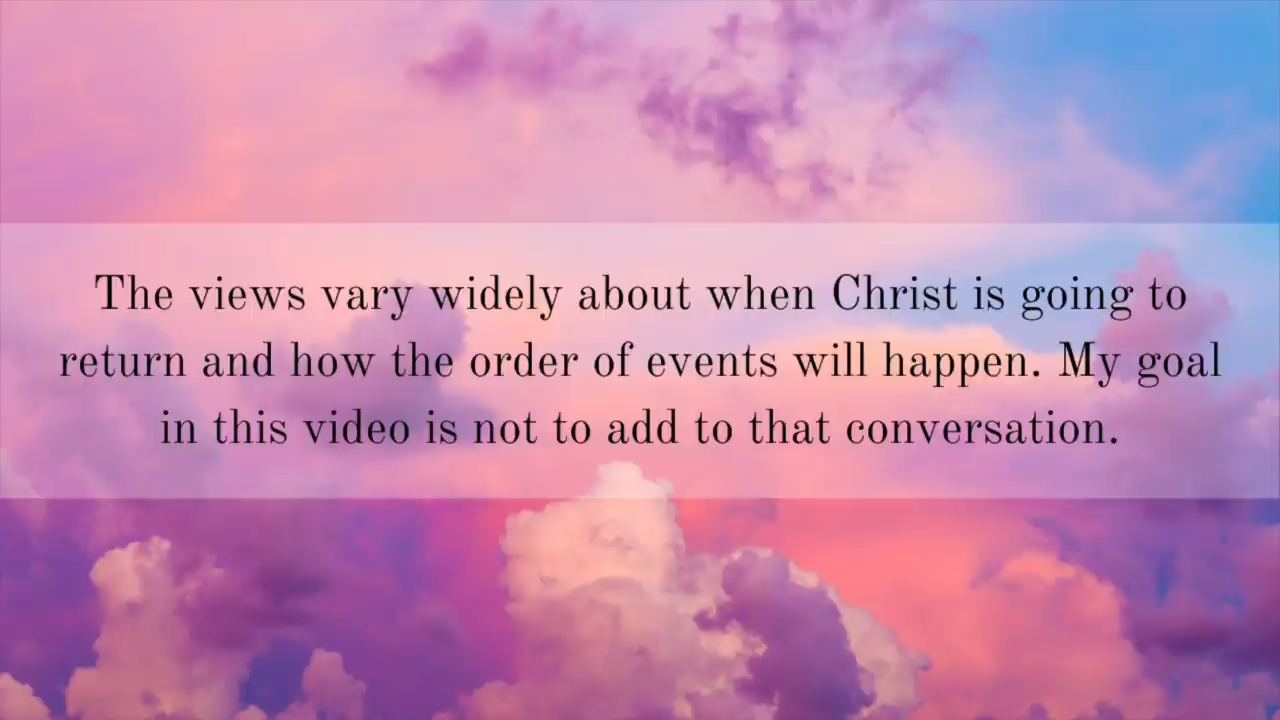 The views vary widely about when Christ is going to
return and how the order of events will happen. My goal
in this video is not to add to that conversation.